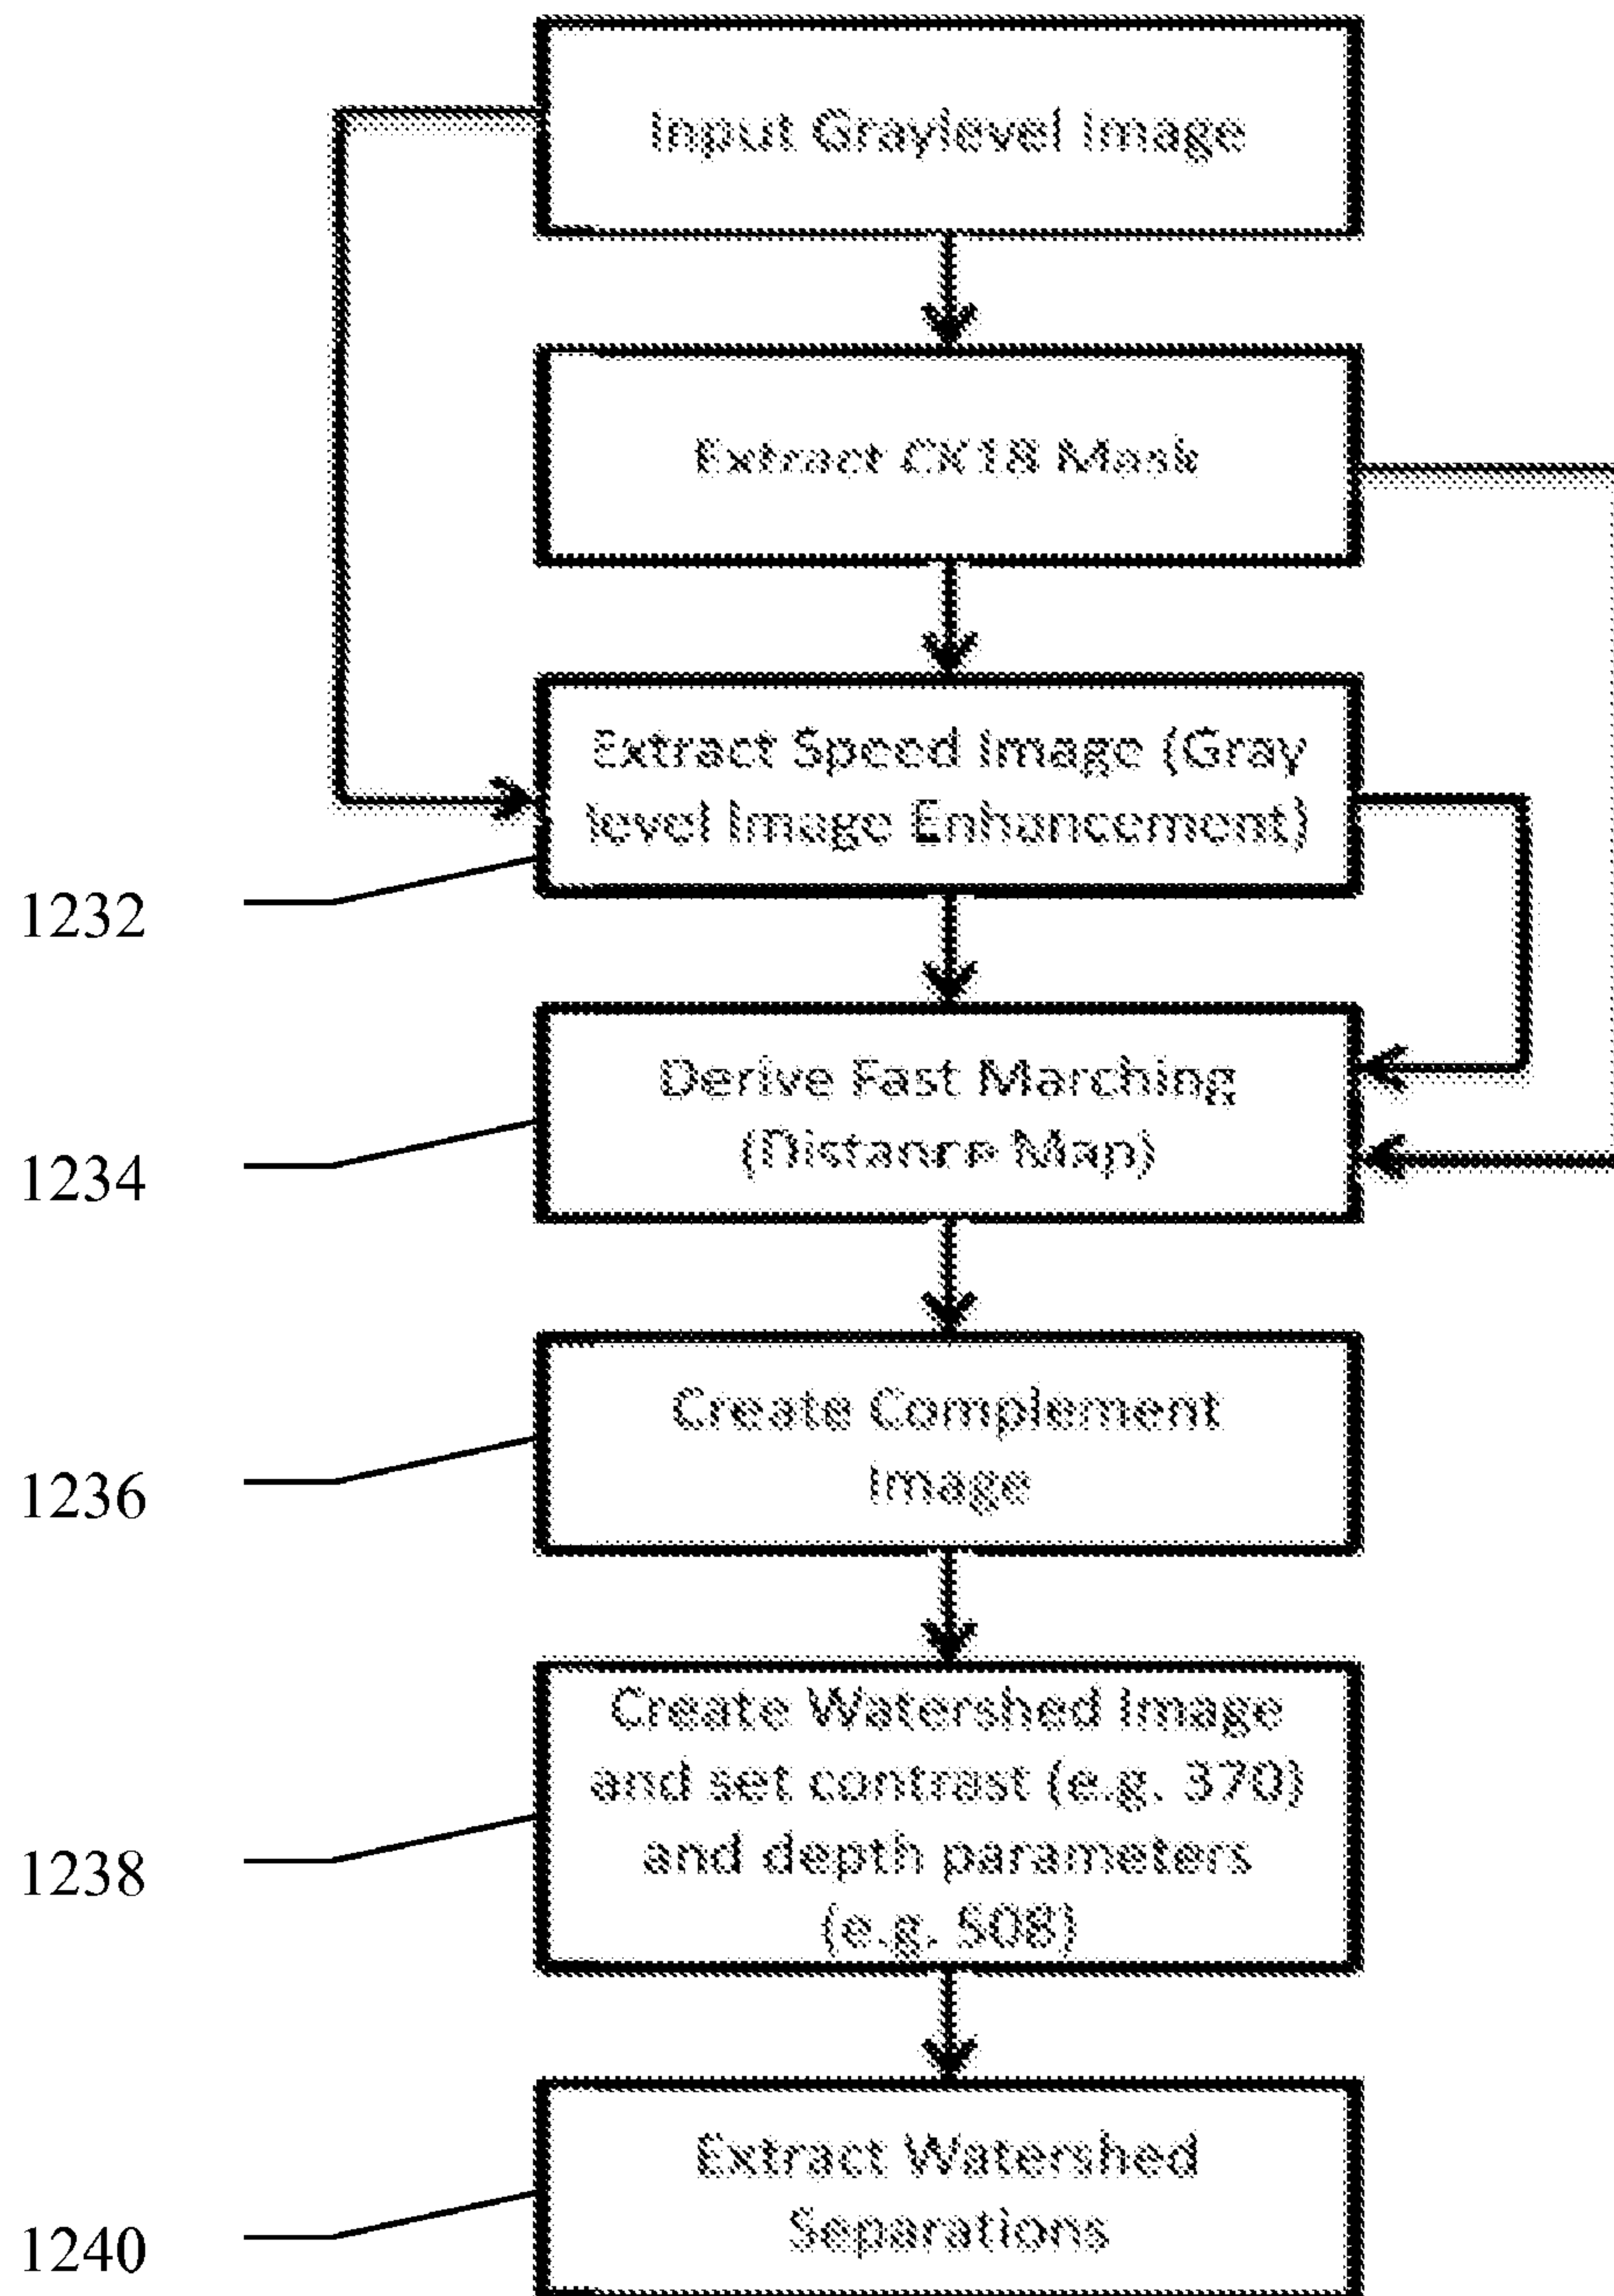 Input Graylevel Image
Extract CK18 Mask
Extract Speed Image (Gray
level Image Enhancement)
1232
Derive Fast Marching
(Distance Map)
1234
Create Complement
Image
1236
Create Watershed Image
and set contrast (e.g. 370)
and depth parameters
(e.g. 508)
1238
Extract Watershed
Separations
1240